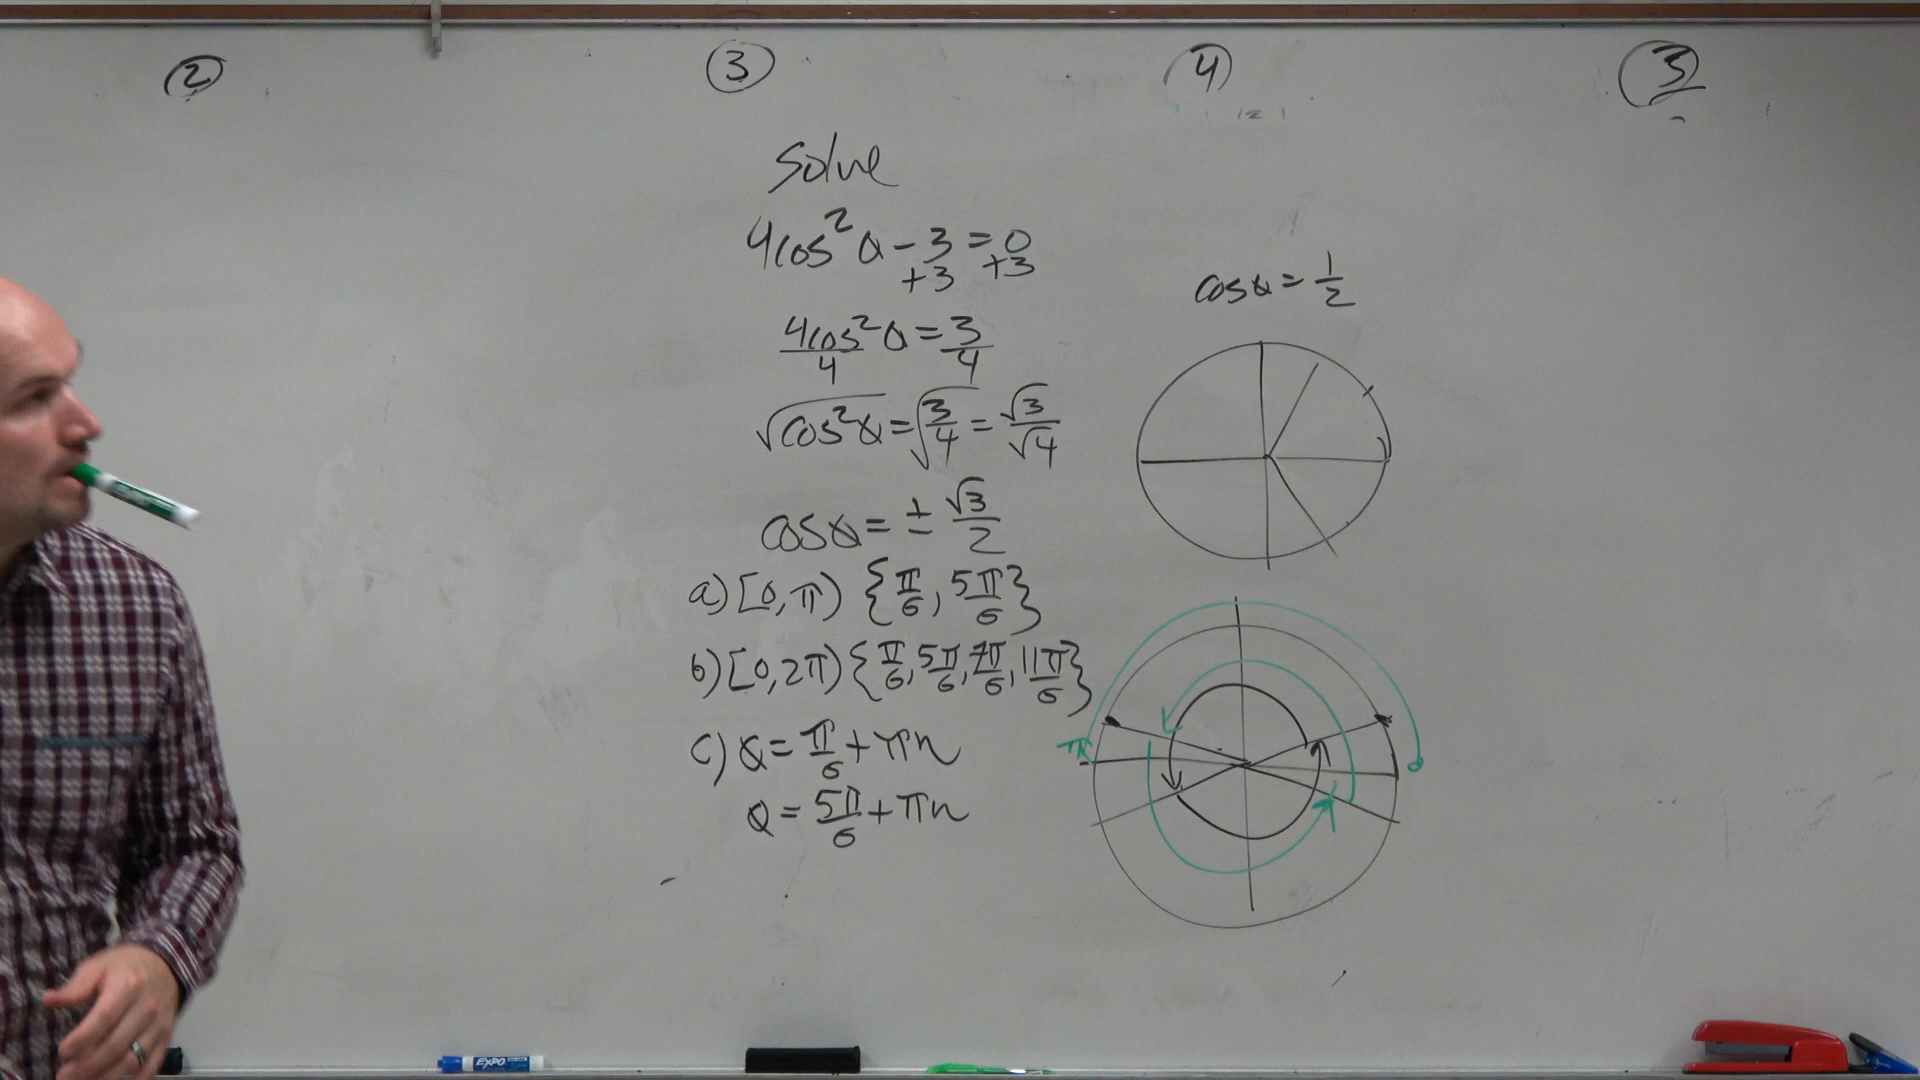 2
3
4
5
Solve
4cos²θ - 3 = 0
+3 +3
4cos²θ/4 = 3/4
√cos²θ = √3/4 = √3/√4
cosθ = ± √3/2
a) [0, π) {π/6, 5π/6}
b) [0, 2π) {π/6, 5π/6, 7π/6, 11π/6}
c) θ = π/6 + πn
θ = 5π/6 + πn
cosθ = 1/2
π
EXPO